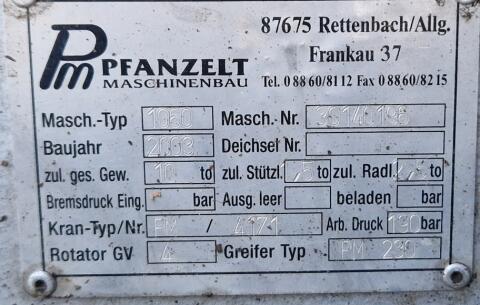 Pm PFANZELT
MASCHINENBAU
87675 Rettenbach/Allg.
Frankau 37
Tel. 0 88 60/81 12 Fax 0 88 60/82 15
Masch.-Typ 1050 Masch. Nr.
Baujahr 2003 Deichsel Nr.
zul. ges. Gew. 10 to zul. Stützl. 1,5 to zul. Radl. to
Bremsdruck Eing. bar Ausg. leer beladen bar
Kran-Typ/Nr. PM / 4171 Arb. Druck 190 bar
Rotator GV 4 Greifer Typ PM 230